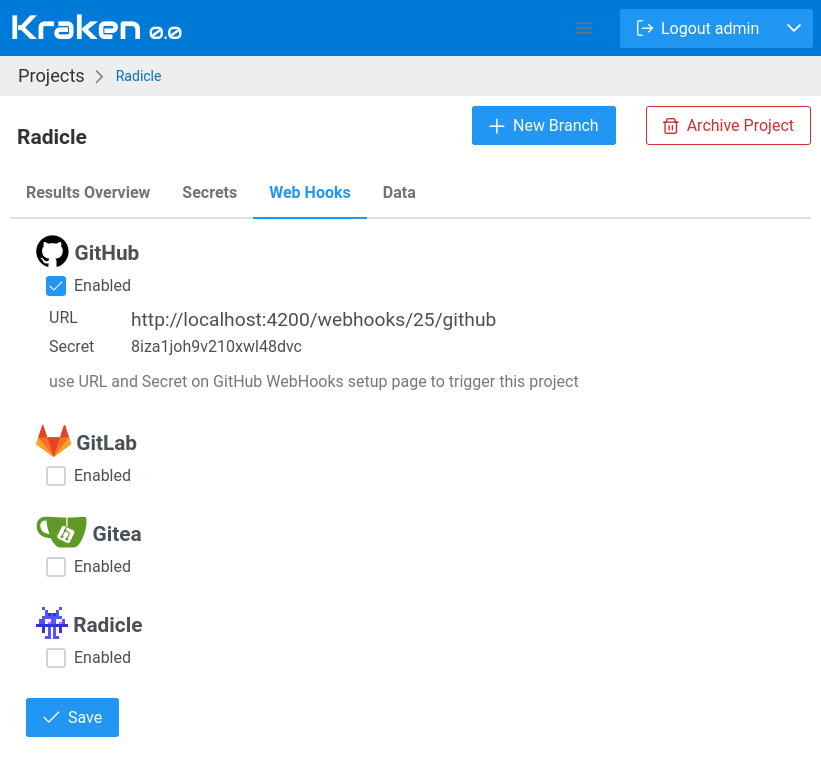 Kraken 0.0
Logout admin
Projects Radicle
Radicle
New Branch
Archive Project
Results Overview Secrets Web Hooks Data
GitHub
Enabled
URL http://localhost:4200/webhooks/25/github
Secret 8iza1joh9v210xwl48dvc
use URL and Secret on GitHub WebHooks setup page to trigger this project
GitLab
Enabled
Gitea
Enabled
Radicle
Enabled
Save